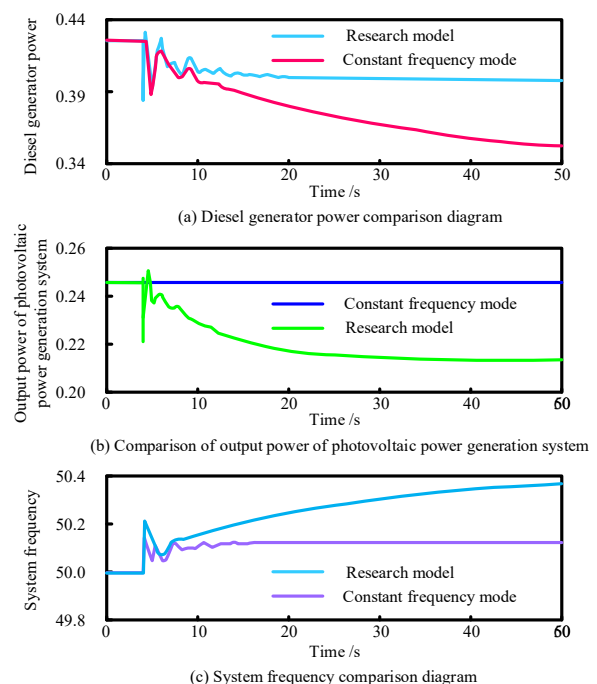 Diesel generator power
0.44
0.39
0.34
Research model
Constant frequency mode
0 10 20 30 40 50
Time /s
(a) Diesel generator power comparison diagram
Output power of photovoltaic
power generation system
0.26
0.24
0.22
0.20
Constant frequency mode
Research model
0 10 20 30 40
Time /s
(b) Comparison of output power of photovoltaic power generation system
System frequency
50.4
50.2
50.0
49.8
Research model
Constant frequency mode
0 10 20 30 40
Time /s
(c) System frequency comparison diagram